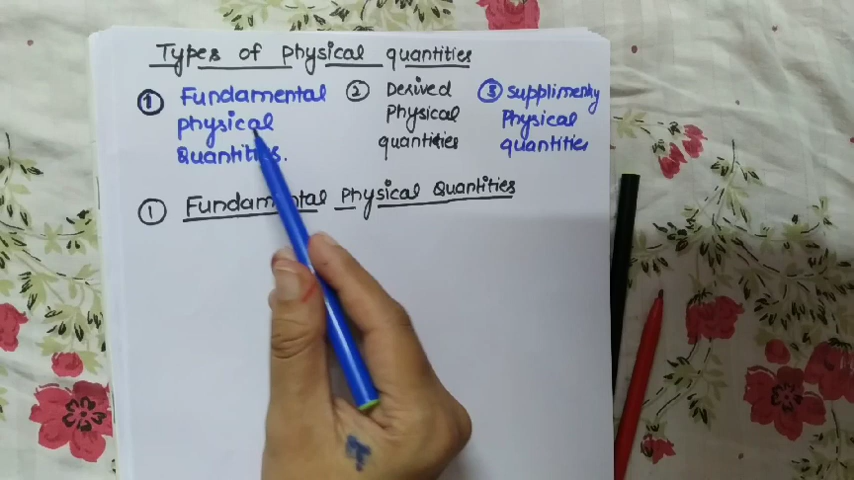 Types of physical quantities
① Fundamental
physical
Quantities.
② Derived
Physical
quantities
③ Supplimenky
Physical
quantities
① Fundamental Physical Quantities